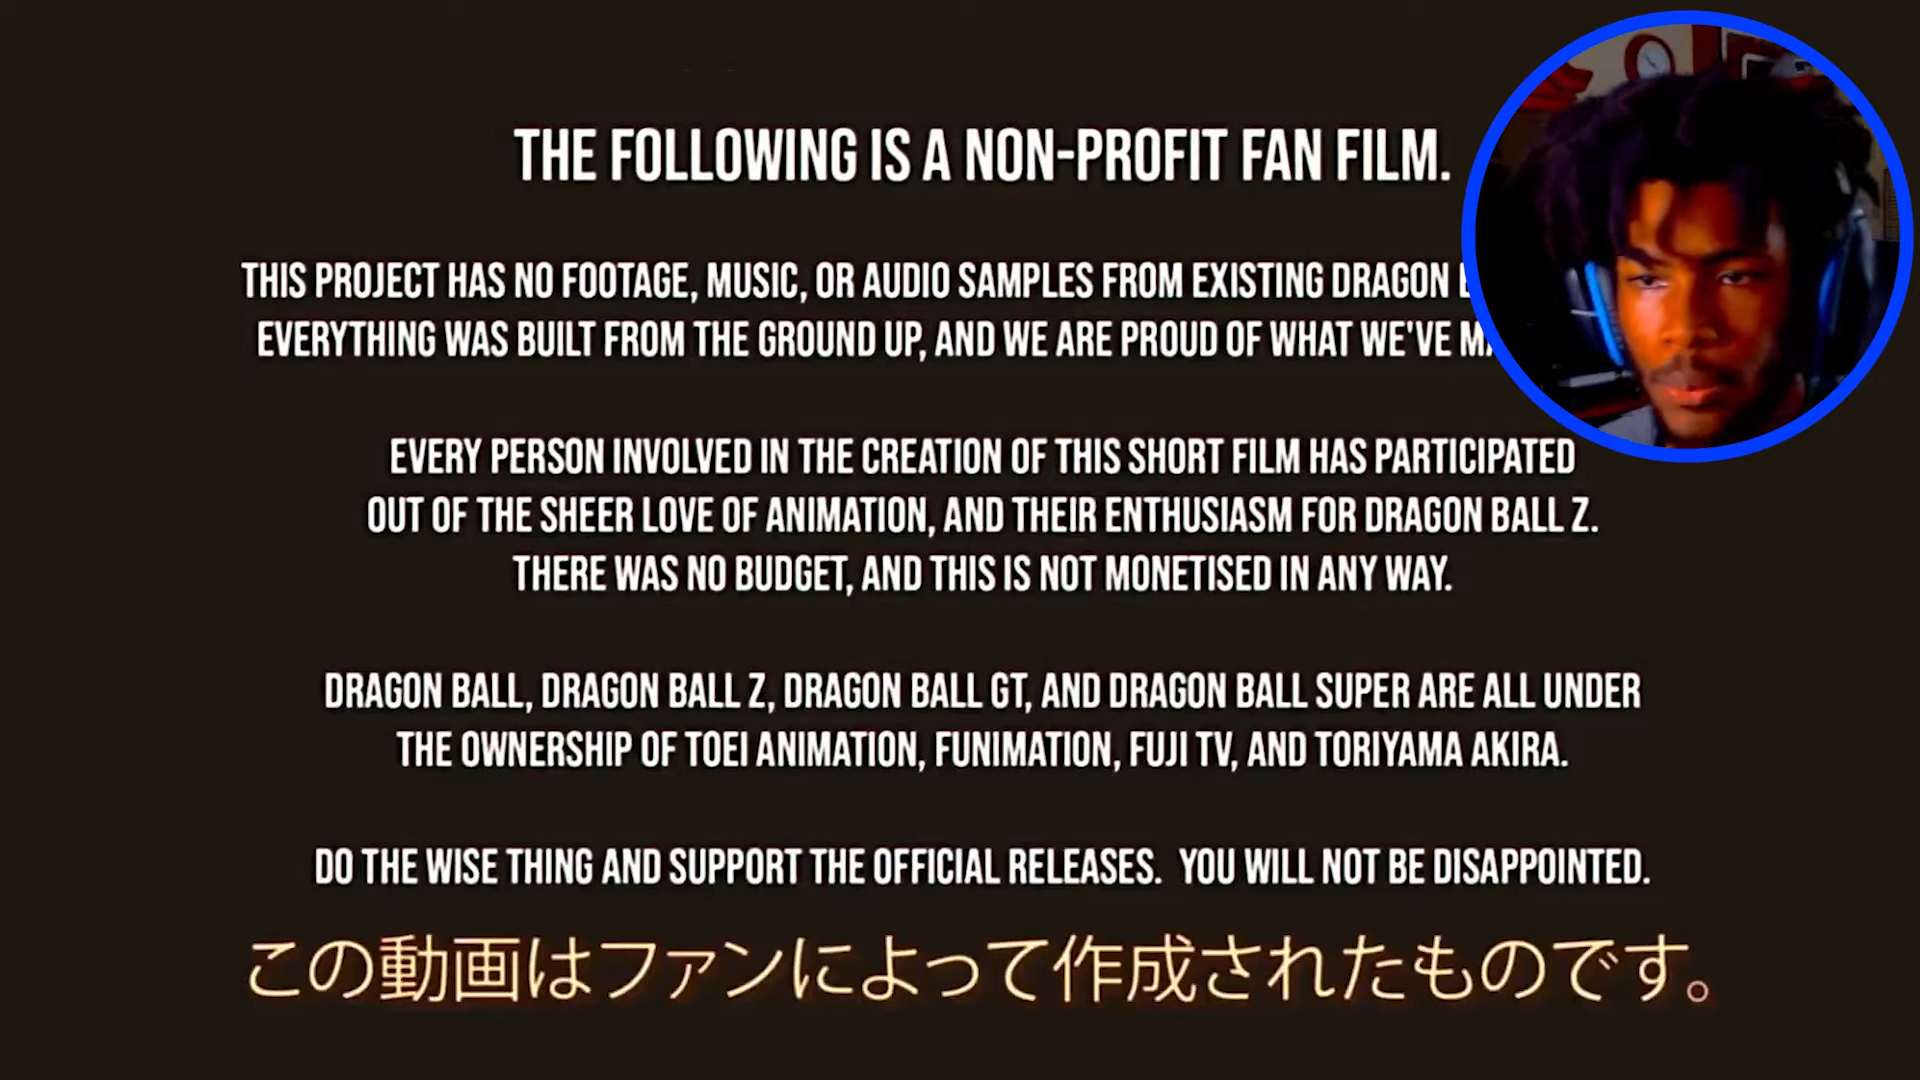 THE FOLLOWING IS A NON-PROFIT FAN FILM.
THIS PROJECT HAS NO FOOTAGE, MUSIC, OR AUDIO SAMPLES FROM EXISTING DRAGON
EVERYTHING WAS BUILT FROM THE GROUND UP, AND WE ARE PROUD OF WHAT WE'VE
EVERY PERSON INVOLVED IN THE CREATION OF THIS SHORT FILM HAS PARTICIPATED
OUT OF THE SHEER LOVE OF ANIMATION, AND THEIR ENTHUSIASM FOR DRAGON BALL Z.
THERE WAS NO BUDGET, AND THIS IS NOT MONETISED IN ANY WAY.
DRAGON BALL, DRAGON BALL Z, DRAGON BALL GT, AND DRAGON BALL SUPER ARE ALL UNDER
THE OWNERSHIP OF TOEI ANIMATION, FUNIMATION, FUJI TV, AND TORIYAMA AKIRA.
DO THE WISE THING AND SUPPORT THE OFFICIAL RELEASES. YOU WILL NOT BE DISAPPOINTED.
この動画はファンによって作成されたものです。